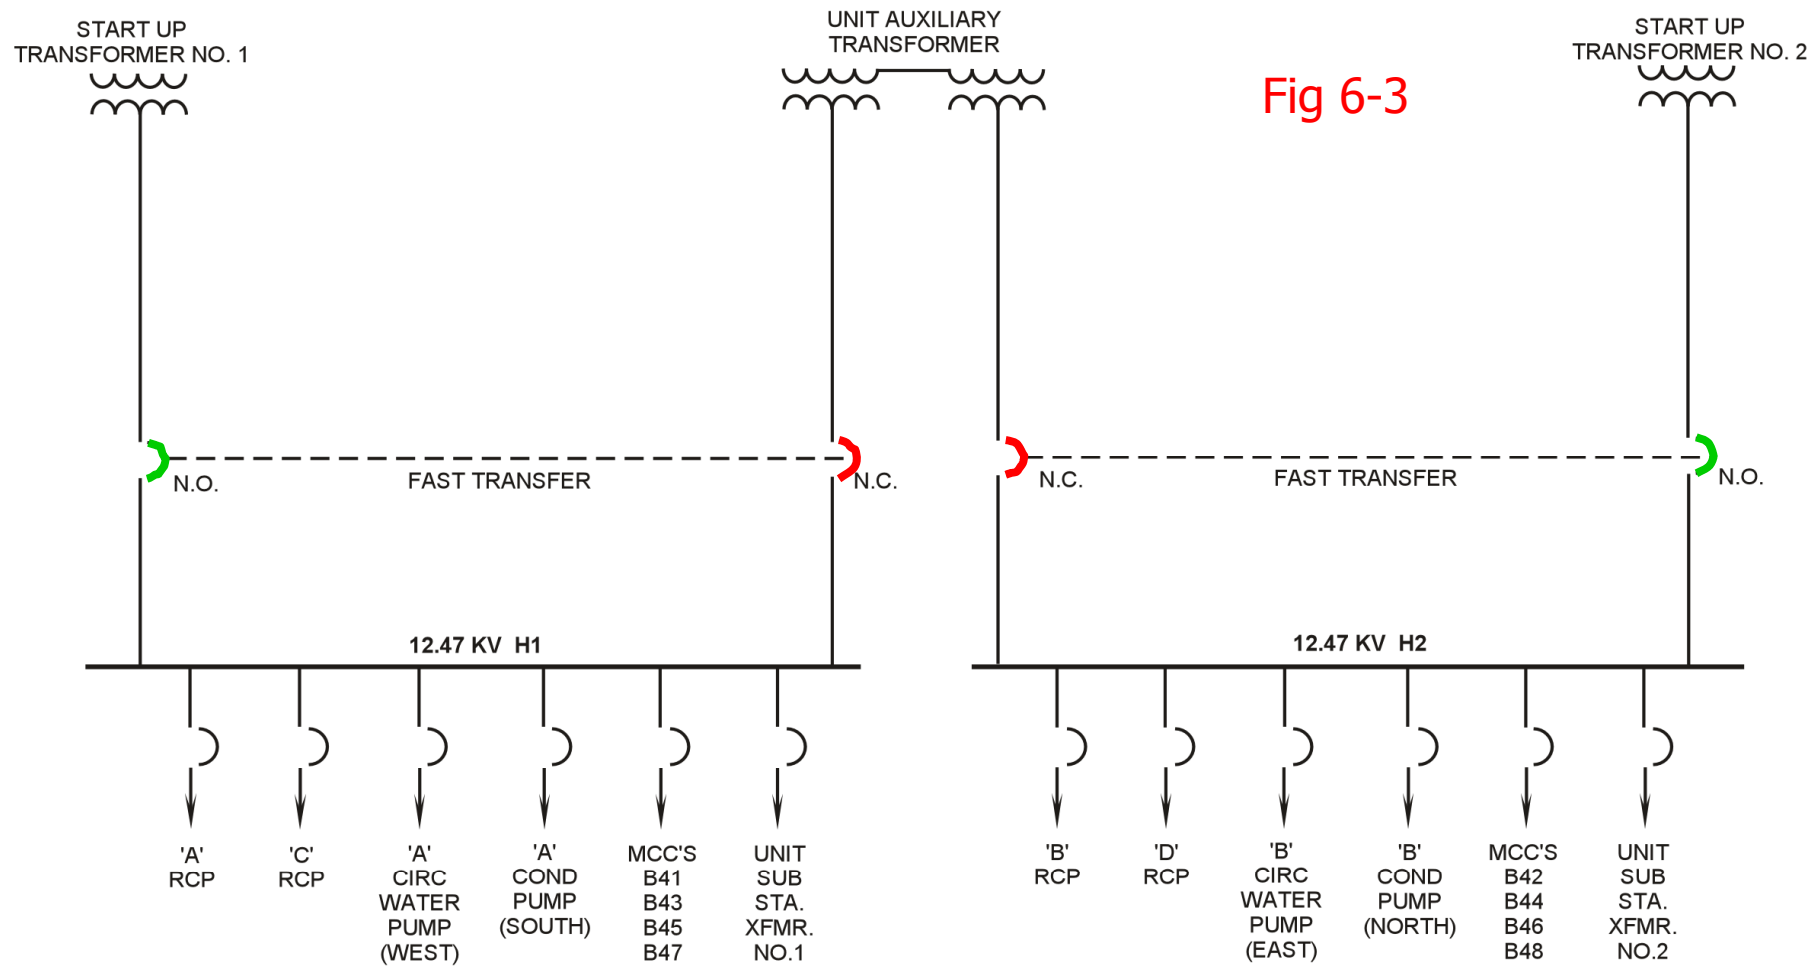 START UP
TRANSFORMER NO. 1
UNIT AUXILIARY
TRANSFORMER
START UP
TRANSFORMER NO. 2
Fig 6-3
N.O.
FAST TRANSFER
N.C.
N.C.
FAST TRANSFER
N.O.
12.47 KV H1
12.47 KV H2
'A'
RCP
'C'
RCP
'A'
CIRC
WATER
PUMP
(WEST)
'A'
COND
PUMP
(SOUTH)
MCC'S
B41
B43
B45
B47
UNIT
SUB
STA.
XFMR.
NO.1
'B'
RCP
'D'
RCP
'B'
CIRC
WATER
PUMP
(EAST)
'B'
COND
PUMP
(NORTH)
MCC'S
B42
B44
B46
B48
UNIT
SUB
STA.
XFMR.
NO.2